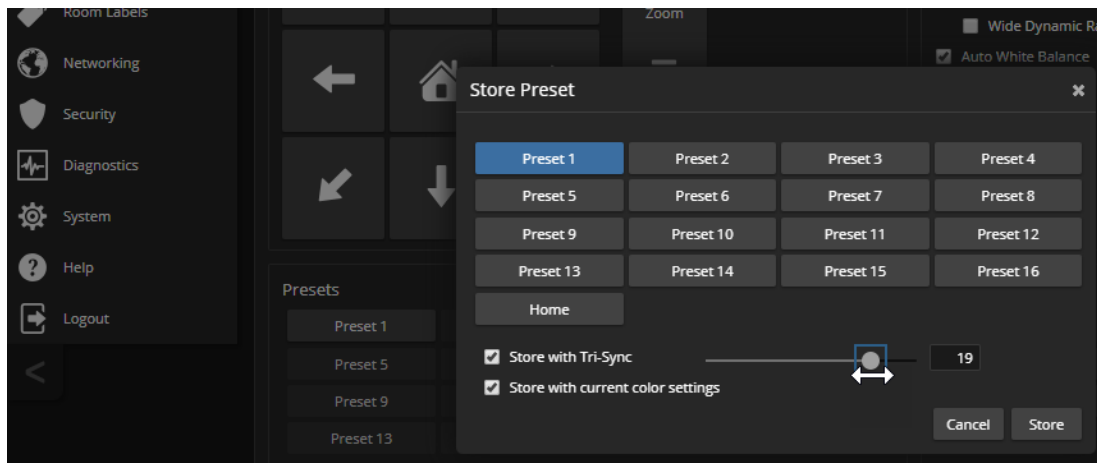 Room Labels
Networking
Security
Diagnostics
System
Help
Logout
Zoom
Wide Dynamic
Auto White Balance
Presets
Preset 1
Preset 5
Preset 9
Preset 13
Store Preset
Preset 1 Preset 2 Preset 3 Preset 4
Preset 5 Preset 6 Preset 7 Preset 8
Preset 9 Preset 10 Preset 11 Preset 12
Preset 13 Preset 14 Preset 15 Preset 16
Home
Store with Tri-Sync 19
Store with current color settings
Cancel Store